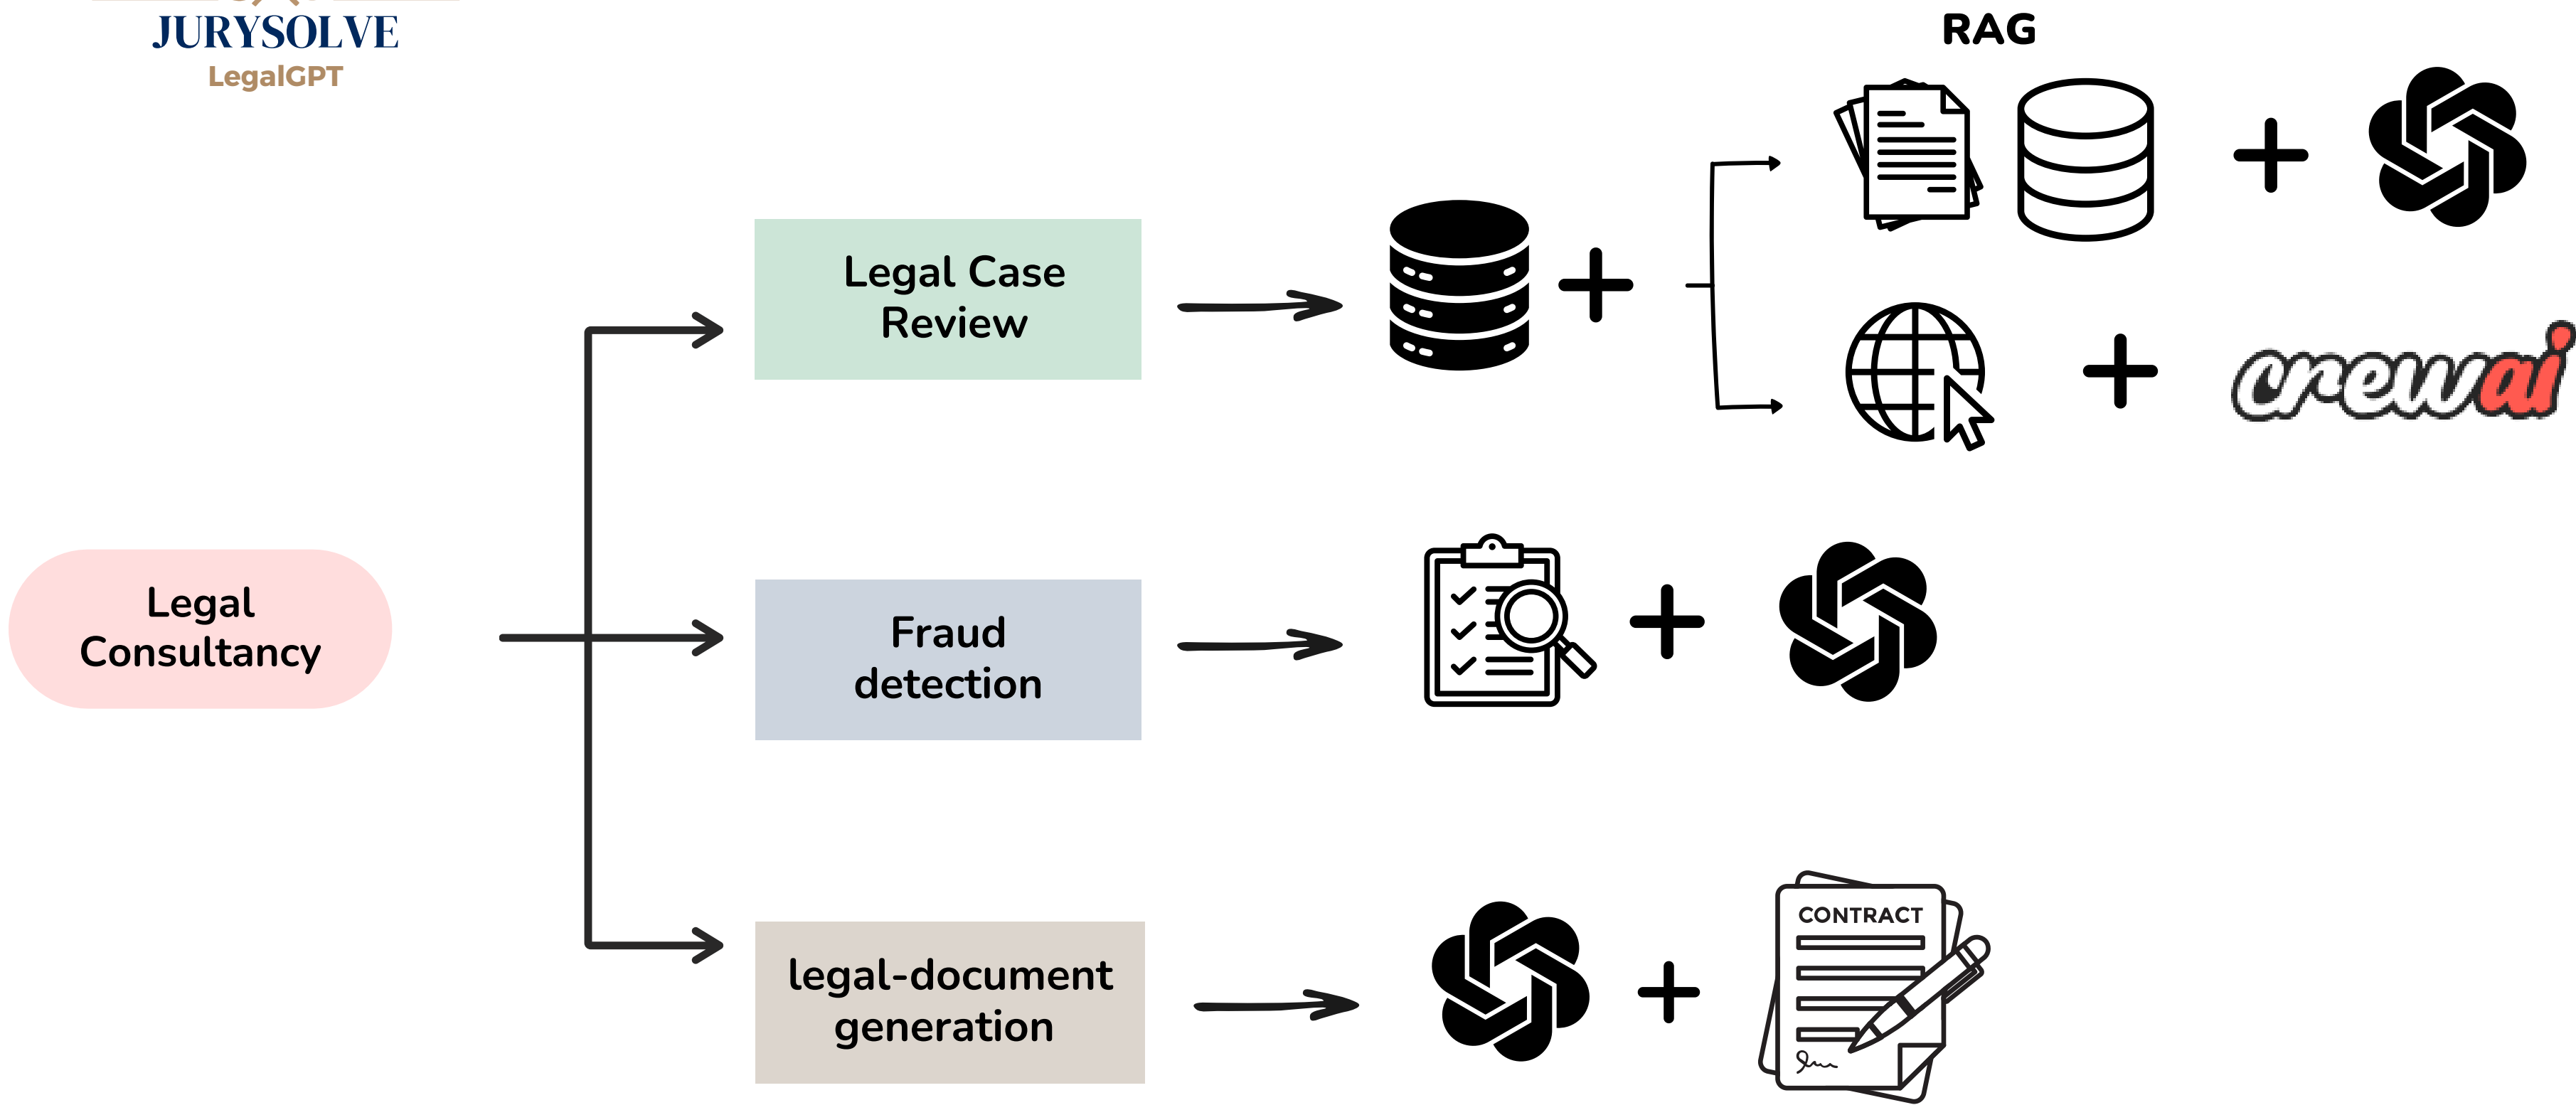 JURYSOLVE
LegalGPT
RAG
Legal Case
Review
crewai
Legal
Consultancy
Fraud
detection
legal-document
generation
CONTRACT